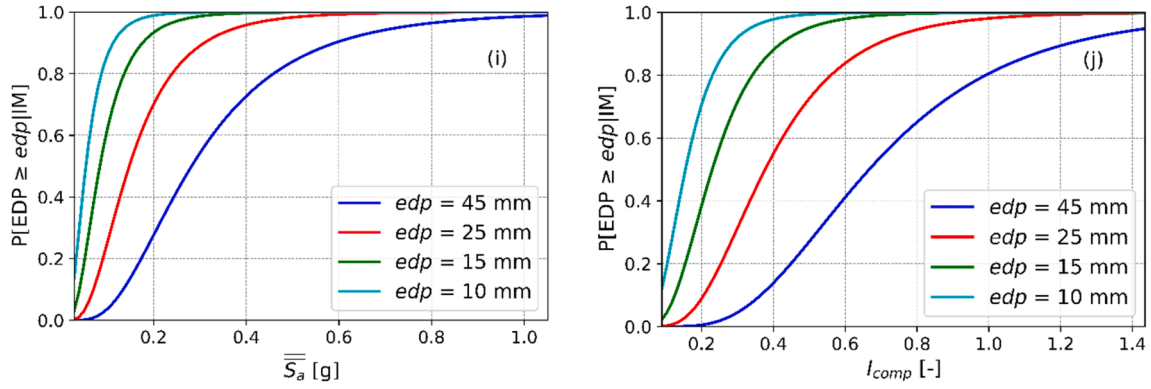 1.0
0.8
0.6
0.4
0.2
0.0
P[EDP ≥ edp|IM]
(i)
edp = 45 mm
edp = 25 mm
edp = 15 mm
edp = 10 mm
0.2 0.4 0.6 0.8 1.0
S̿a [g]
1.0
0.8
0.6
0.4
0.2
0.0
P[EDP ≥ edp|IM]
(j)
edp = 45 mm
edp = 25 mm
edp = 15 mm
edp = 10 mm
0.2 0.4 0.6 0.8 1.0 1.2 1.4
Icomp [-]